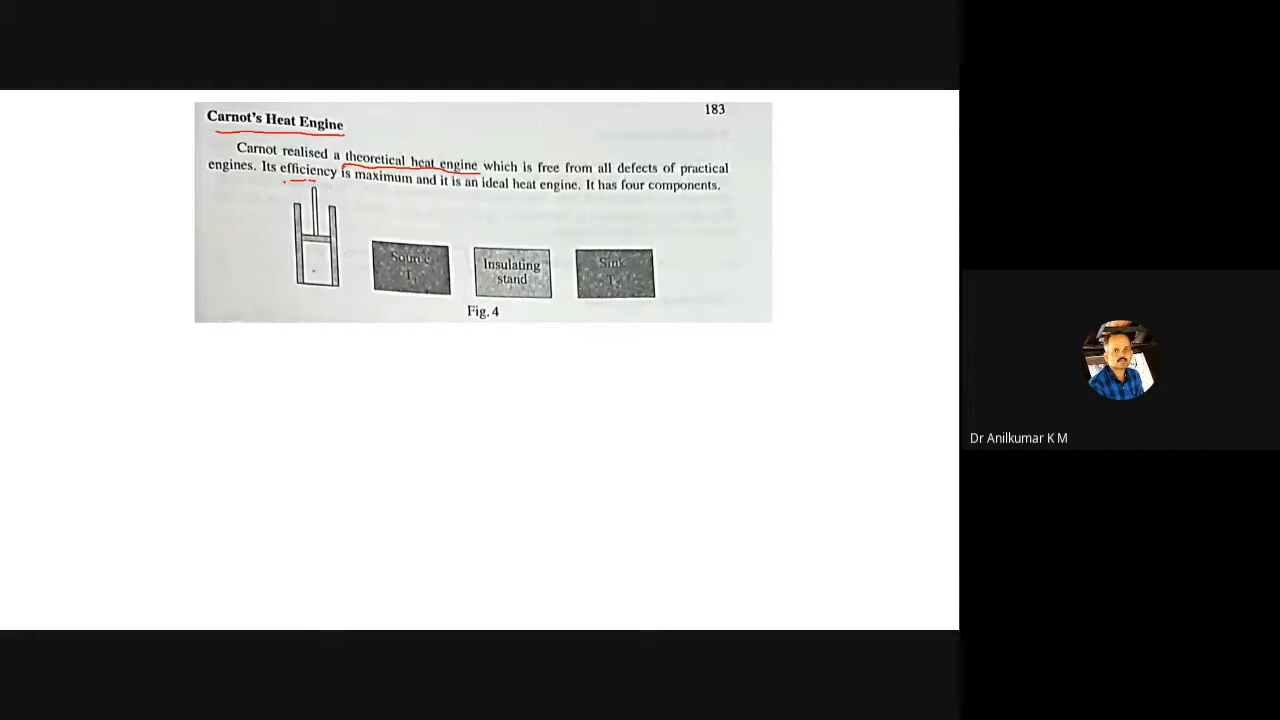 183
Carnot's Heat Engine
Carnot realised a theoretical heat engine which is free from all defects of practical
engines. Its efficiency is maximum and it is an ideal heat engine. It has four components.
Source
T₁
Insulating
stand
Sink
T₂
Fig. 4
Dr Anilkumar K M